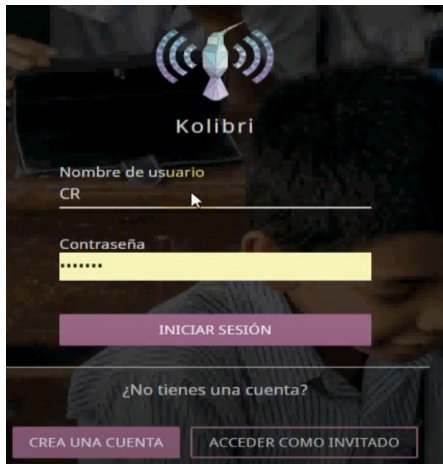 Kolibri
Nombre de usuario
CR
Contraseña
•••••••
INICIAR SESIÓN
¿No tienes una cuenta?
CREA UNA CUENTA ACCEDER COMO INVITADO